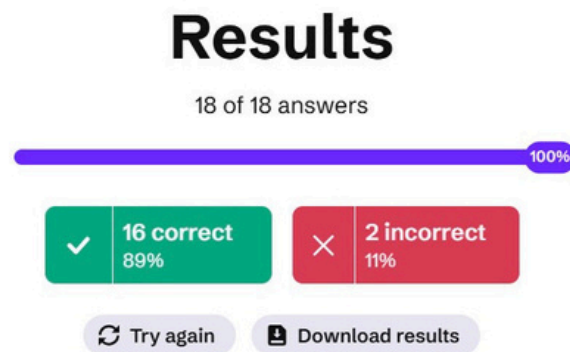 Results
18 of 18 answers
100%
16 correct
89%
2 incorrect
11%
Try again
Download results